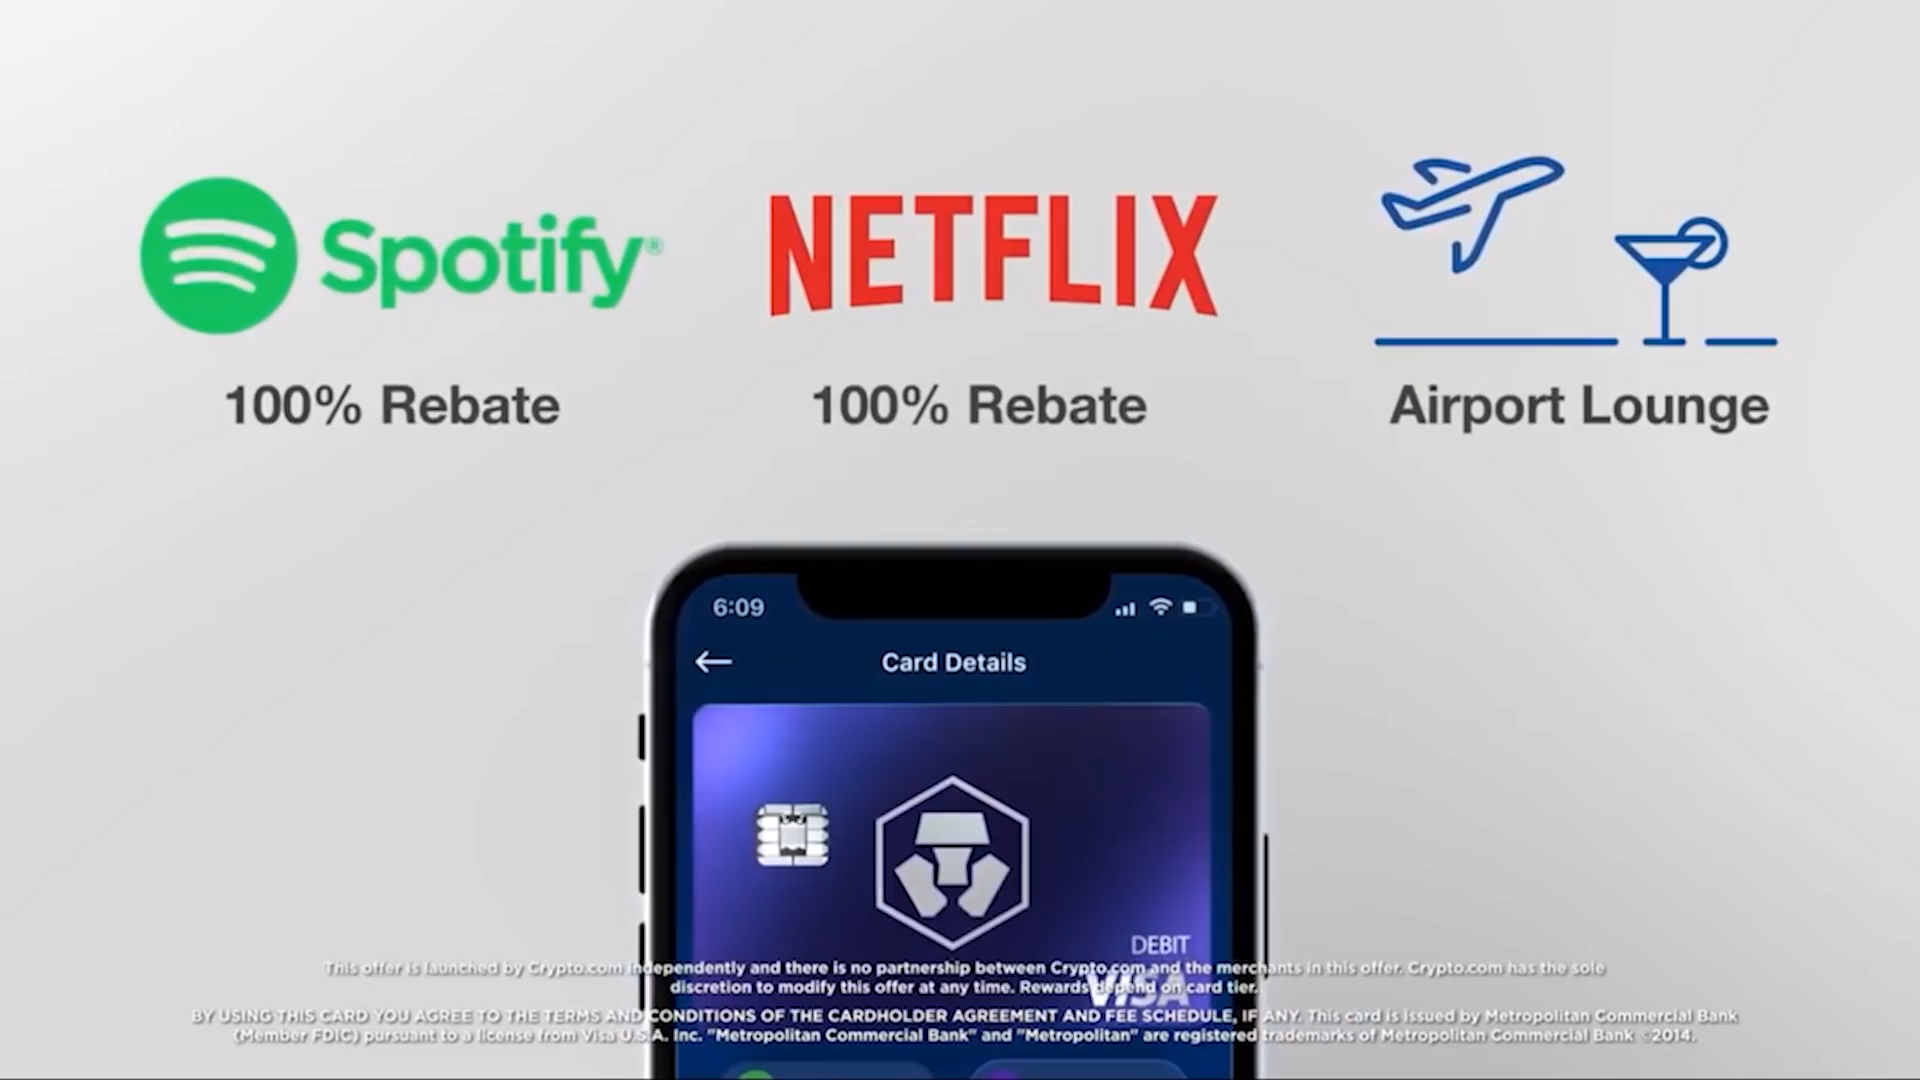 Spotify®
NETFLIX
100% Rebate
100% Rebate
Airport Lounge
6:09
Card Details
DEBIT
VISA
This offer is launched by Crypto.com independently and there is no partnership between Crypto.com and the merchants in this offer. Crypto.com has the sole
discretion to modify this offer at any time. Rewards depend on card tier.
BY USING THIS CARD YOU AGREE TO THE TERMS AND CONDITIONS OF THE CARDHOLDER AGREEMENT AND FEE SCHEDULE, IF ANY. This card is issued by Metropolitan Commercial Bank
(Member FDIC) pursuant to a license from Visa U.S.A. Inc. "Metropolitan Commercial Bank" and "Metropolitan" are registered trademarks of Metropolitan Commercial Bank ©2014.